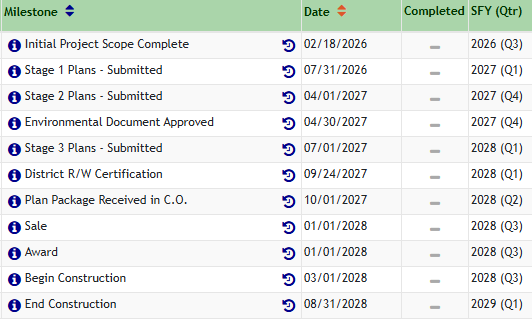 Milestone Date Completed SFY (Qtr)
Initial Project Scope Complete 02/18/2026 2026 (Q3)
Stage 1 Plans - Submitted 07/31/2026 2027 (Q1)
Stage 2 Plans - Submitted 04/01/2027 2027 (Q4)
Environmental Document Approved 04/30/2027 2027 (Q4)
Stage 3 Plans - Submitted 07/01/2027 2028 (Q1)
District R/W Certification 09/24/2027 2028 (Q1)
Plan Package Received in C.O. 10/01/2027 2028 (Q2)
Sale 01/01/2028 2028 (Q3)
Award 01/01/2028 2028 (Q3)
Begin Construction 03/01/2028 2028 (Q3)
End Construction 08/31/2028 2029 (Q1)